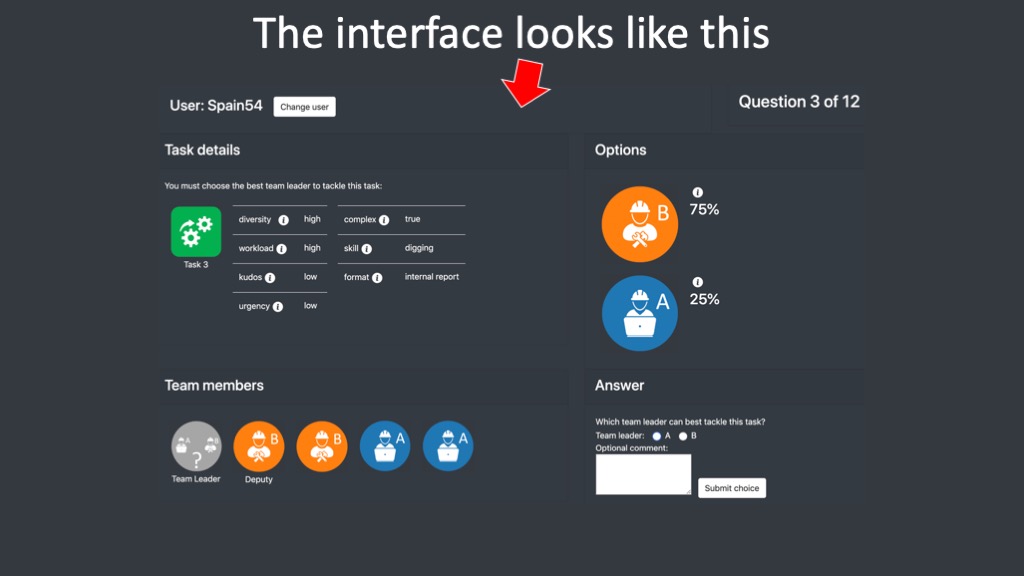 The interface looks like this
User: Spain54 Change user
Question 3 of 12
Task details
You must choose the best team leader to tackle this task:
Task 3
diversity i high complex i true
workload i high skill i digging
kudos i low format i internal report
urgency i low
Options
B i 75%
A i 25%
Team members
A B ? B B A A
Team Leader Deputy
Answer
Which team leader can best tackle this task?
Team leader: A B
Optional comment:
Submit choice